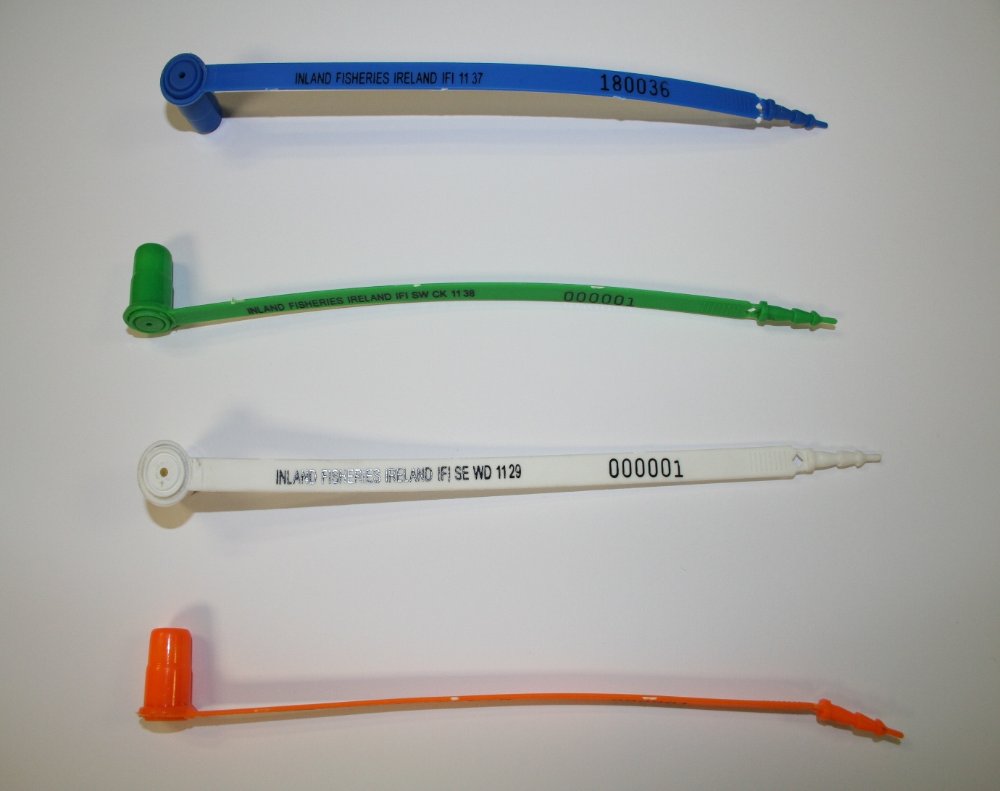 INLAND FISHERIES IRELAND IFI 11 37 180036
INLAND FISHERIES IRELAND IFI SW CK 11 38 000001
INLAND FISHERIES IRELAND IFI SE WD 11 29 000001